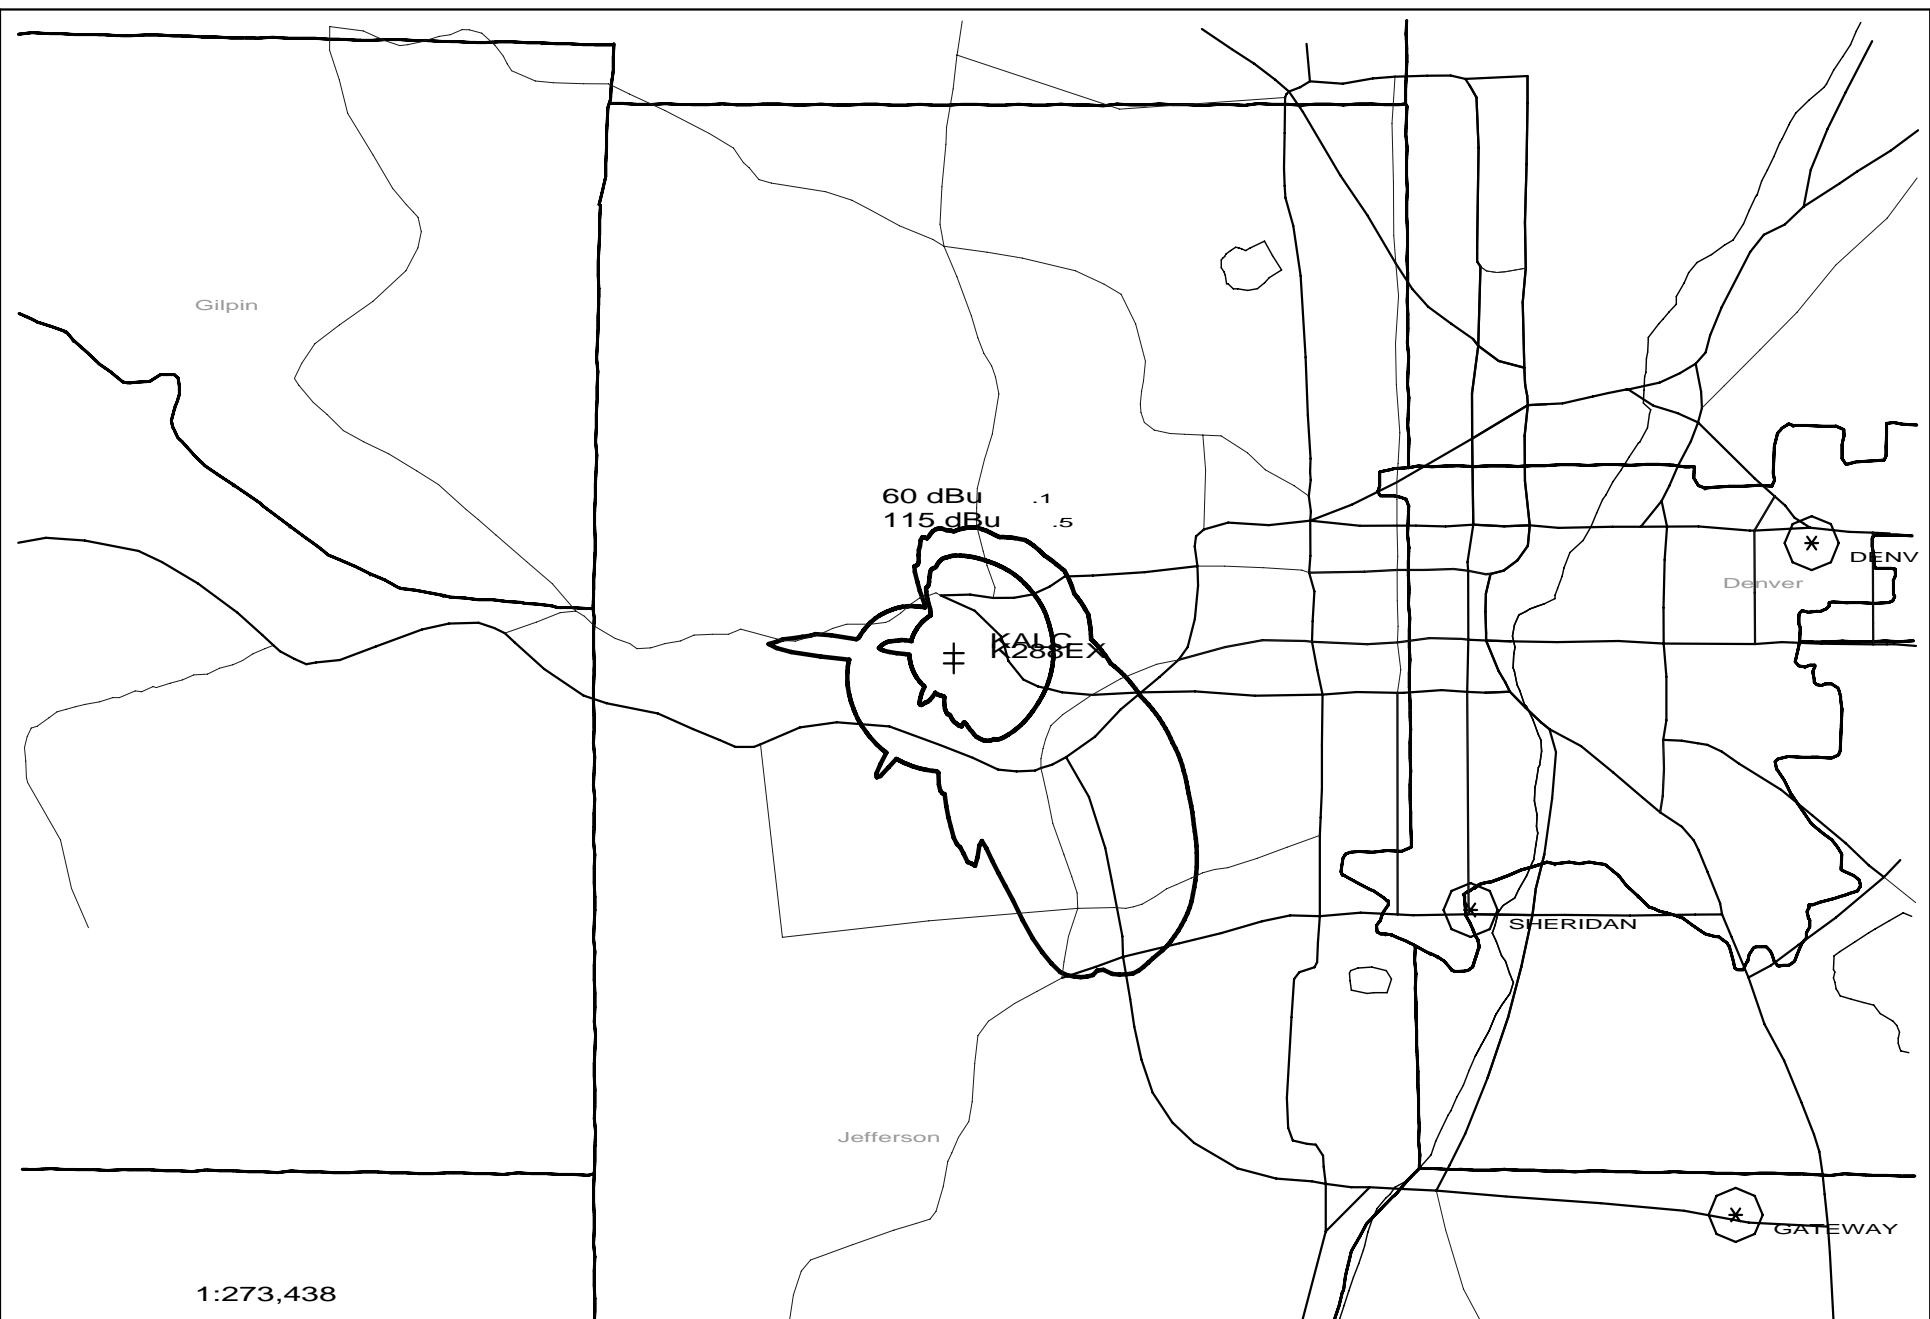 Gilpin
60 dBu .1
115 dBu .5
DENV
Denver
KALC
K288EX
SHERIDAN
Jefferson
GATEWAY
1:273,438